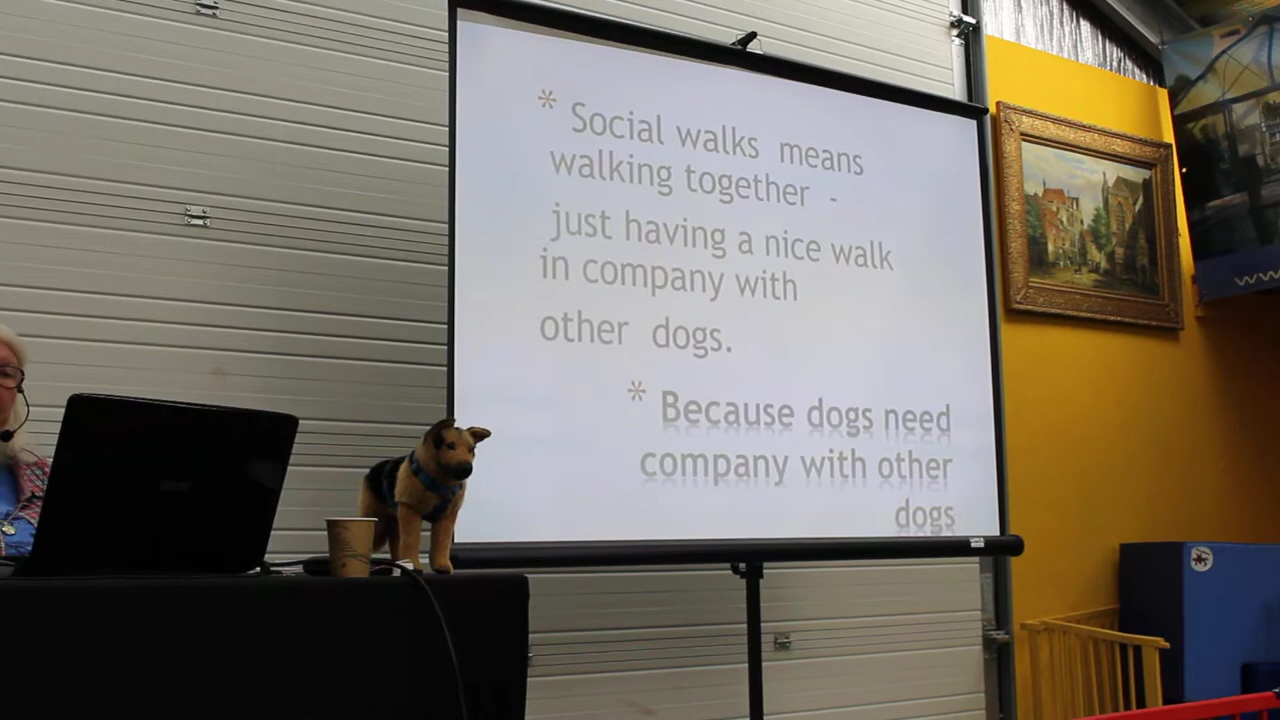 * Social walks means
walking together -
just having a nice walk
in company with
other dogs.
* Because dogs need
company with other
dogs